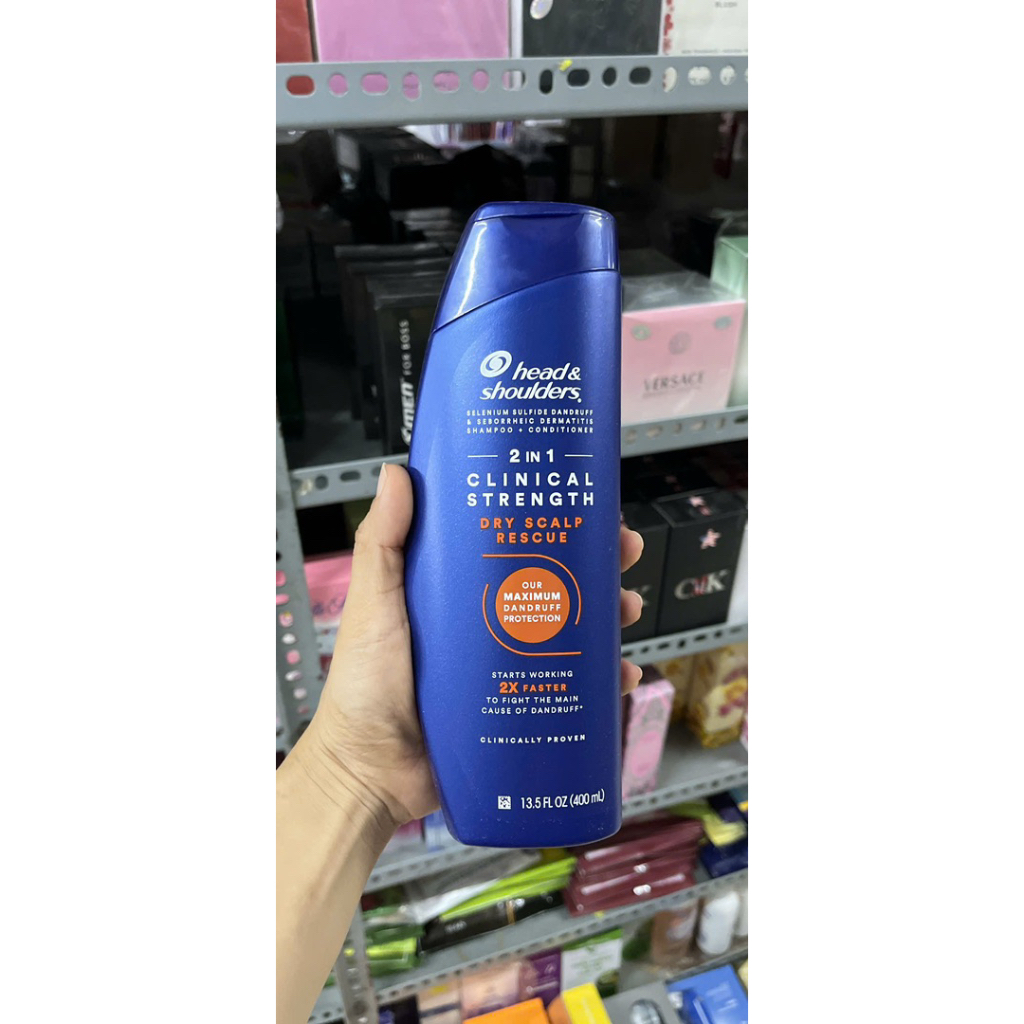 BLUSH
head &
shoulders
SELENIUM SULFIDE DANDRUFF
& SEBORRHEIC DERMATITIS
SHAMPOO + CONDITIONER
2 IN 1
CLINICAL
STRENGTH
DRY SCALP
RESCUE
OUR
MAXIMUM
DANDRUFF
PROTECTION
STARTS WORKING
2X FASTER
TO FIGHT THE MAIN
CAUSE OF DANDRUFF*
CLINICALLY PROVEN
13.5 FL OZ (400 mL)
MEN FOR BOSS
VERSACE